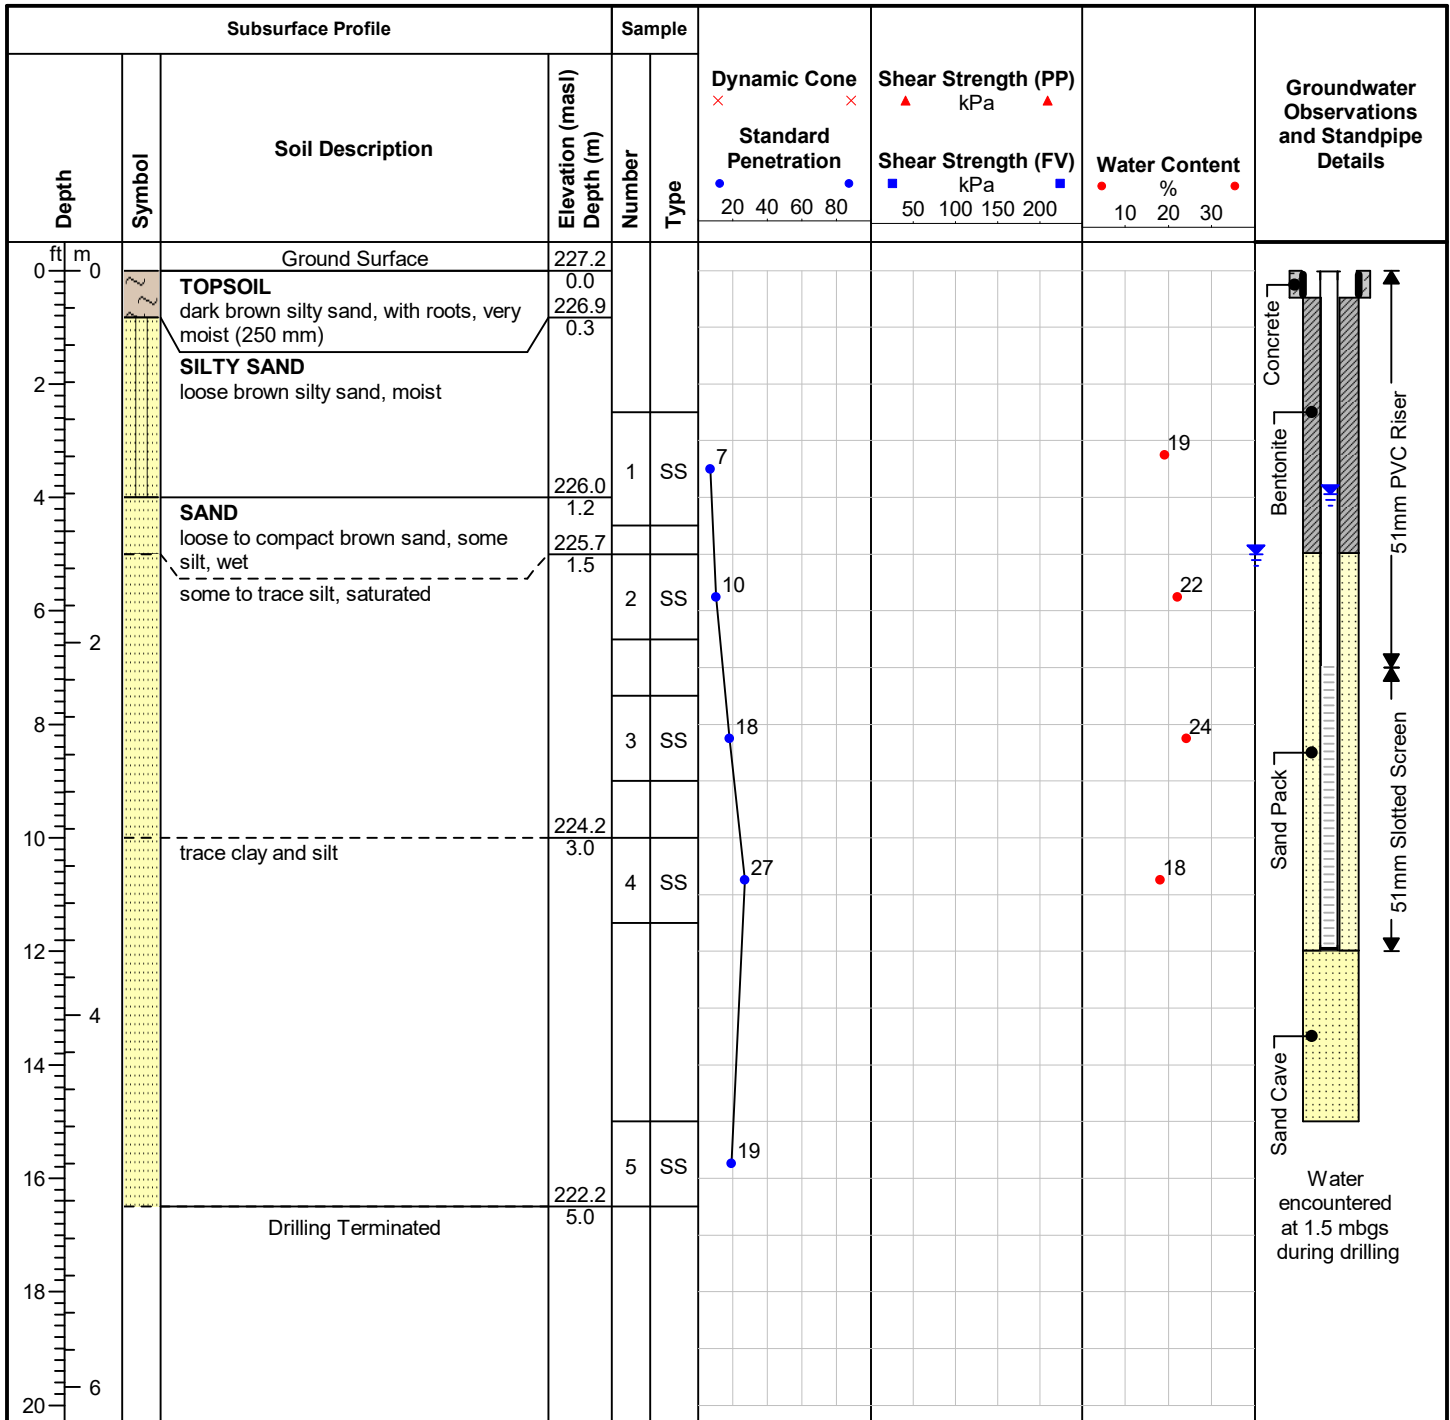 Subsurface Profile
Sample
Depth
Symbol
Soil Description
Elevation (masl)
Depth (m)
Number
Type
Dynamic Cone
Standard
Penetration
20 40 60 80
Shear Strength (PP)
kPa
Shear Strength (FV)
kPa
50 100 150 200
Water Content
%
10 20 30
Groundwater
Observations
and Standpipe
Details
ft m
0 0
2
4
6
2
8
10
12
4
14
16
18
6
20
Ground Surface
227.2
0.0
TOPSOIL
dark brown silty sand, with roots, very
moist (250 mm)
226.9
0.3
SILTY SAND
loose brown silty sand, moist
226.0
1.2
SAND
loose to compact brown sand, some
silt, wet
225.7
1.5
some to trace silt, saturated
224.2
3.0
trace clay and silt
222.2
5.0
Drilling Terminated
1 SS
2 SS
3 SS
4 SS
5 SS
7
10
18
27
19
19
22
24
18
Concrete
Bentonite
51mm PVC Riser
Sand Pack
51mm Slotted Screen
Sand Cave
Water
encountered
at 1.5 mbgs
during drilling